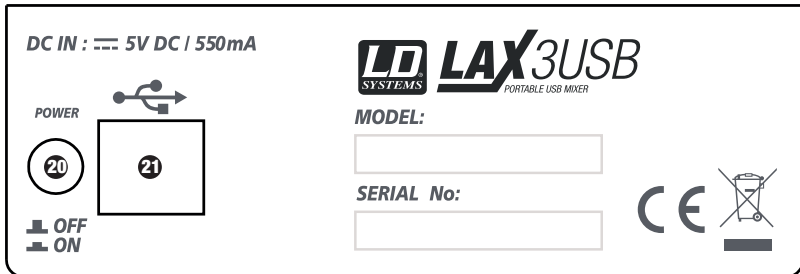 DC IN : 5V DC / 550mA
POWER
20
21
OFF
ON
LD
SYSTEMS
LAX3USB
PORTABLE USB MIXER
MODEL:
SERIAL No:
CE